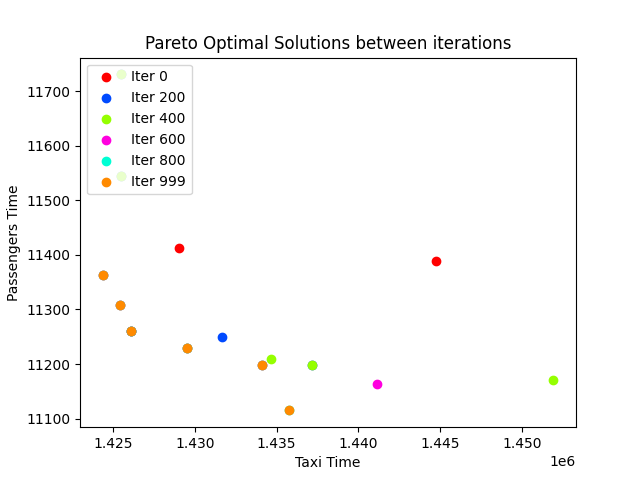 Pareto Optimal Solutions between iterations
Iter 0
Iter 200
Iter 400
Iter 600
Iter 800
Iter 999
Passengers Time
11700
11600
11500
11400
11300
11200
11100
1.425 1.430 1.435 1.440 1.445 1.450
1e6
Taxi Time